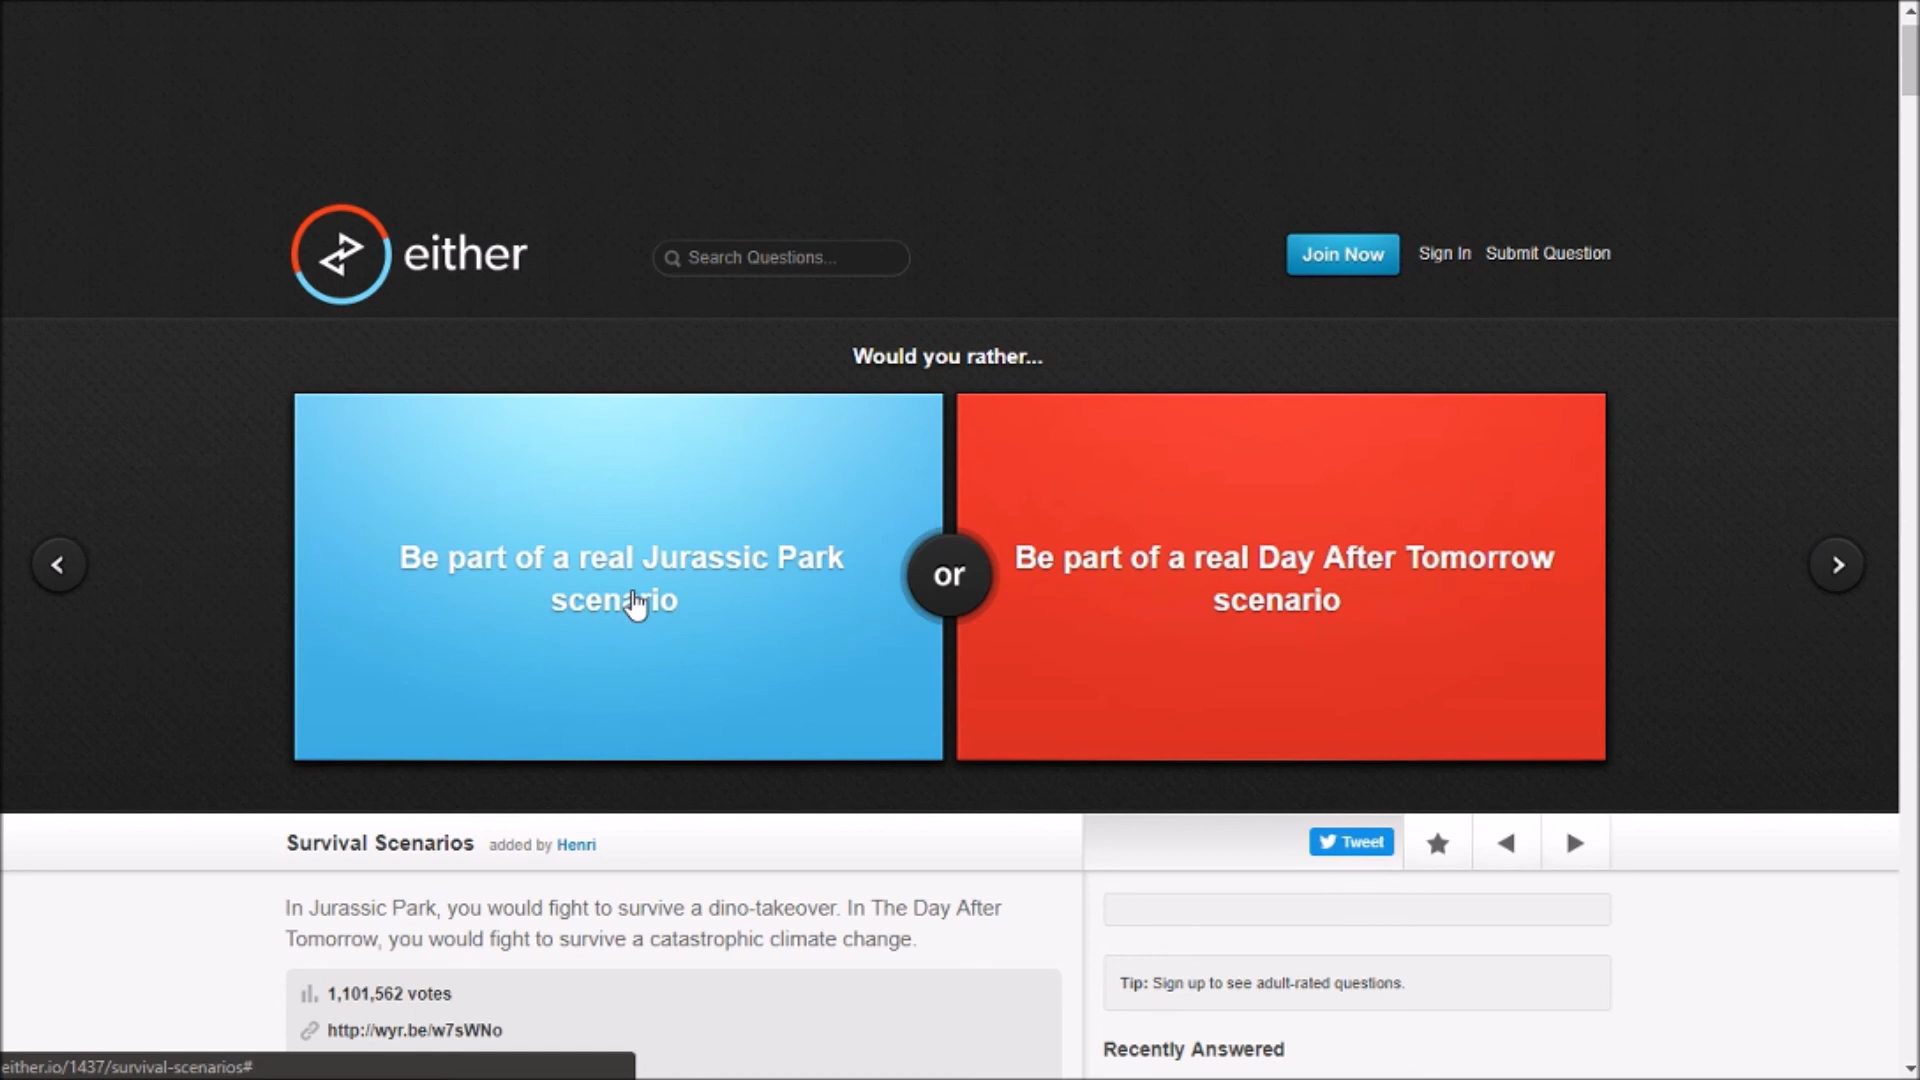 either
Search Questions...
Join Now
Sign In
Submit Question
Would you rather...
Be part of a real Jurassic Park
scenario
or
Be part of a real Day After Tomorrow
scenario
Survival Scenarios added by Henri
Tweet
In Jurassic Park, you would fight to survive a dino-takeover. In The Day After
Tomorrow, you would fight to survive a catastrophic climate change.
1,101,562 votes
http://wyr.be/w7sWNo
Tip: Sign up to see adult-rated questions.
Recently Answered
either.io/1437/survival-scenarios#